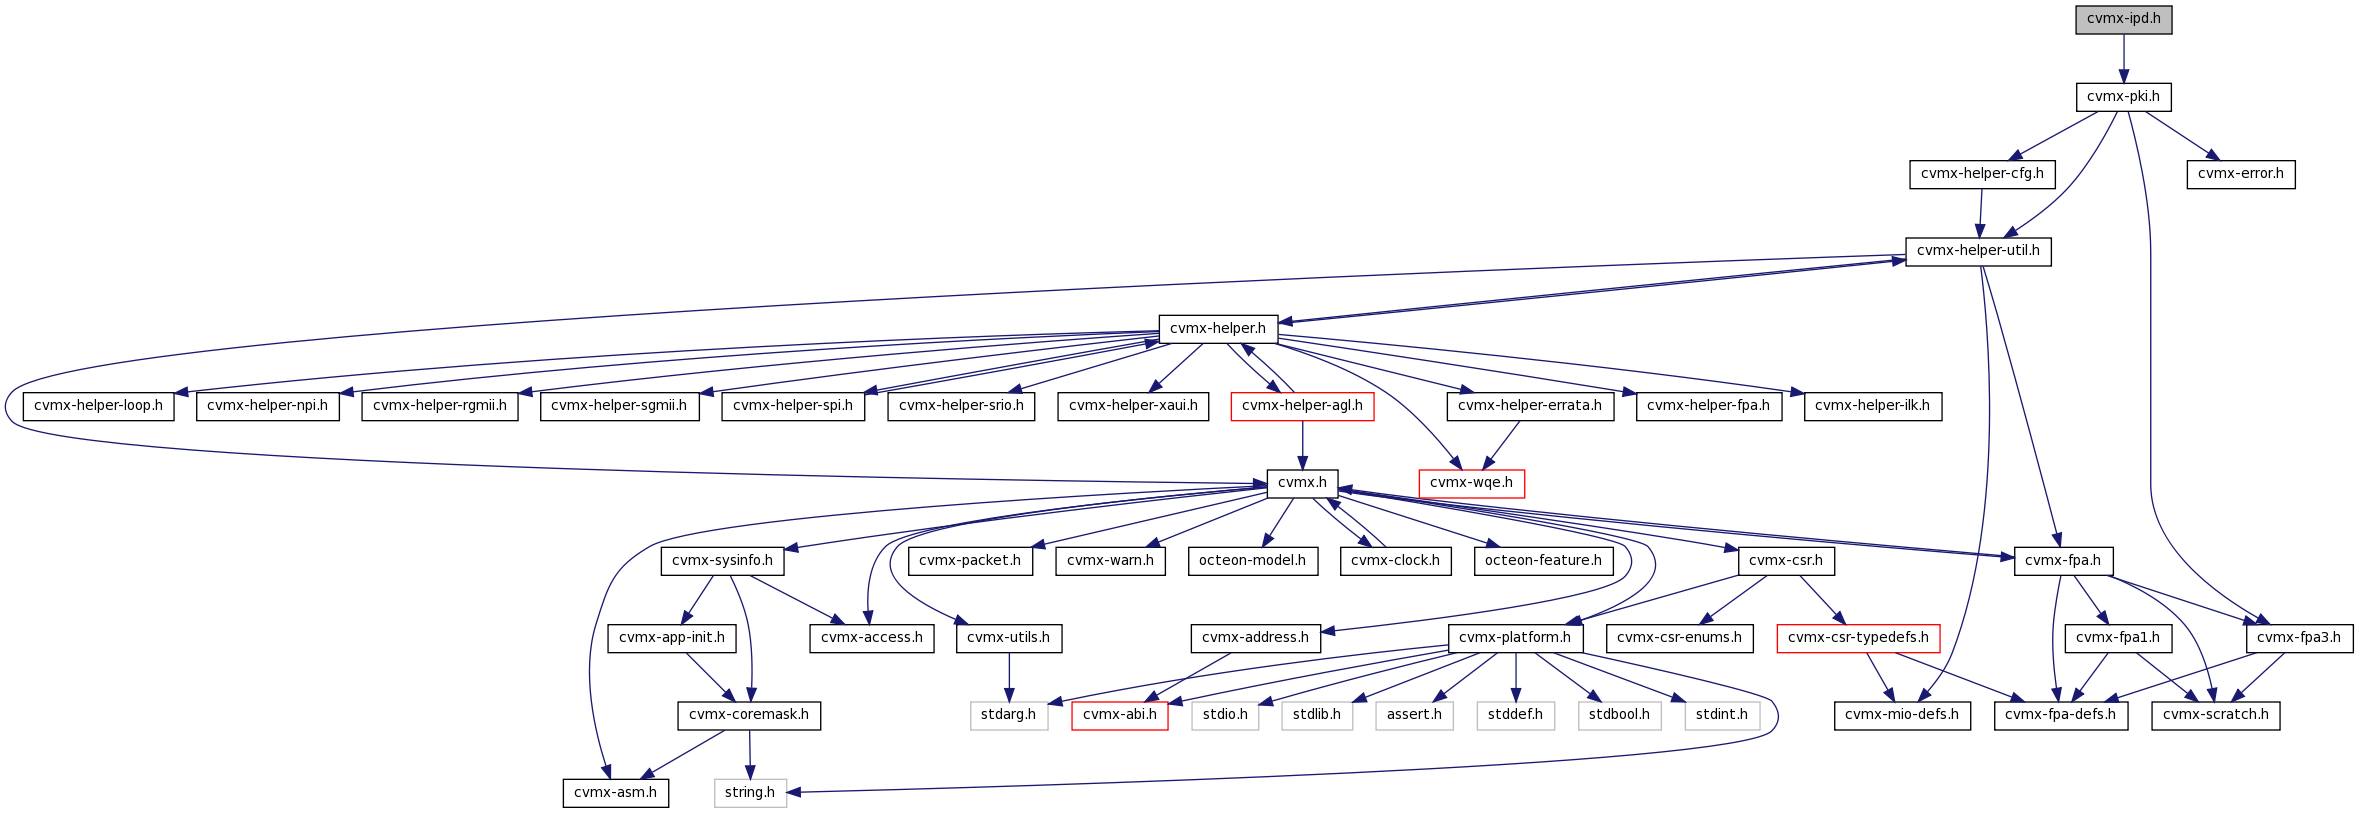 cvmx-ipd.h
cvmx-pki.h
cvmx-helper-cfg.h
cvmx-error.h
cvmx-helper-util.h
cvmx-helper.h
cvmx-helper-loop.h
cvmx-helper-npi.h
cvmx-helper-rgmii.h
cvmx-helper-sgmii.h
cvmx-helper-spi.h
cvmx-helper-srio.h
cvmx-helper-xaui.h
cvmx-helper-agl.h
cvmx-helper-errata.h
cvmx-helper-fpa.h
cvmx-helper-ilk.h
cvmx.h
cvmx-wqe.h
cvmx-sysinfo.h
cvmx-packet.h
cvmx-warn.h
octeon-model.h
cvmx-clock.h
octeon-feature.h
cvmx-csr.h
cvmx-fpa.h
cvmx-app-init.h
cvmx-access.h
cvmx-utils.h
cvmx-address.h
cvmx-platform.h
cvmx-csr-enums.h
cvmx-csr-typedefs.h
cvmx-fpa1.h
cvmx-fpa3.h
cvmx-coremask.h
stdarg.h
cvmx-abi.h
stdio.h
stdlib.h
assert.h
stddef.h
stdbool.h
stdint.h
cvmx-mio-defs.h
cvmx-fpa-defs.h
cvmx-scratch.h
cvmx-asm.h
string.h